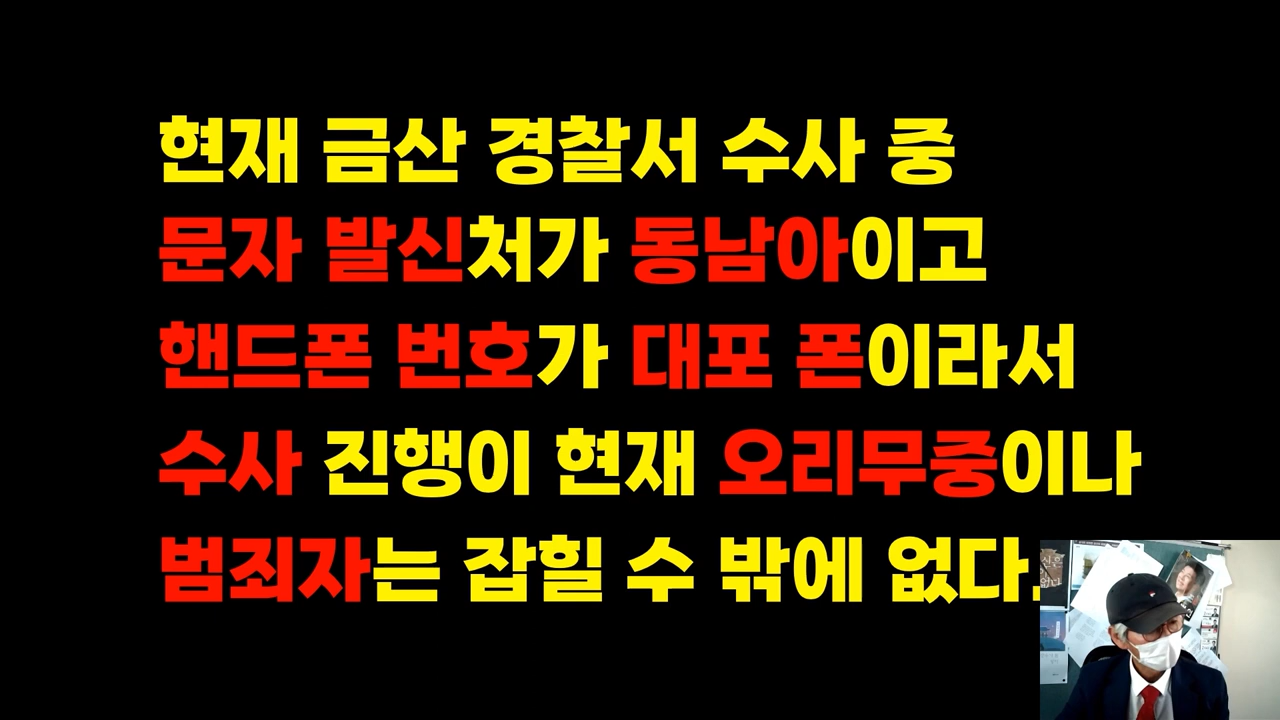 현재 금산 경찰서 수사 중
문자 발신처가 동남아이고
핸드폰 번호가 대포 폰이라서
수사 진행이 현재 오리무중이나
범죄자는 잡힐 수 밖에 없다.